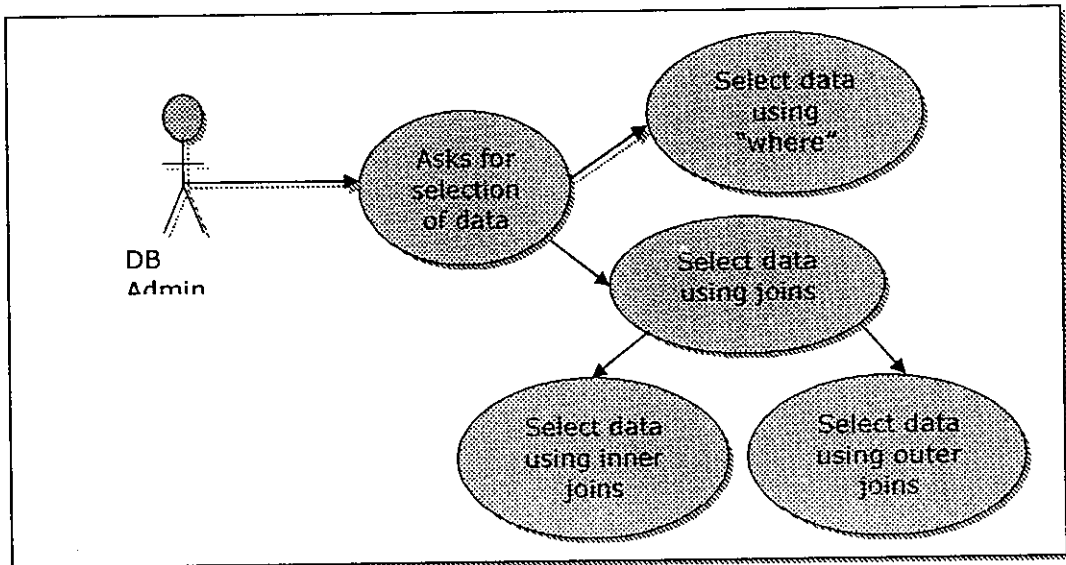 Select data
using
"where"
Asks for
selection
of data
DB
Admin
Select data
using joins
Select data
using inner
joins
Select data
using outer
joins